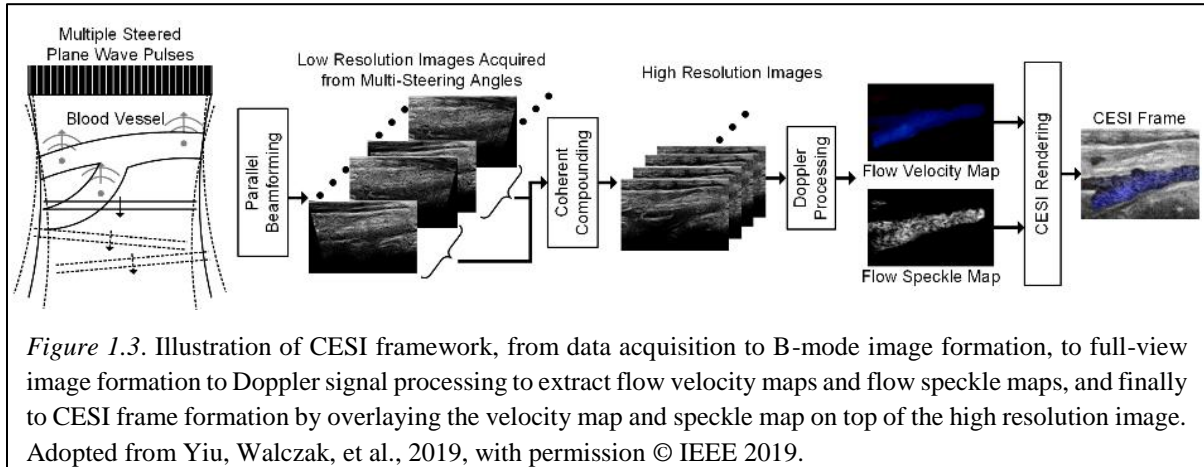 Multiple Steered
Plane Wave Pulses
Blood Vessel
Parallel
Beamforming
Low Resolution Images Acquired
from Multi-Steering Angles
Coherent
Compounding
High Resolution Images
Doppler
Processing
Flow Velocity Map
Flow Speckle Map
CESI Rendering
CESI Frame
Figure 1.3. Illustration of CESI framework, from data acquisition to B-mode image formation, to full-view
image formation to Doppler signal processing to extract flow velocity maps and flow speckle maps, and finally
to CESI frame formation by overlaying the velocity map and speckle map on top of the high resolution image.
Adopted from Yiu, Walczak, et al., 2019, with permission © IEEE 2019.